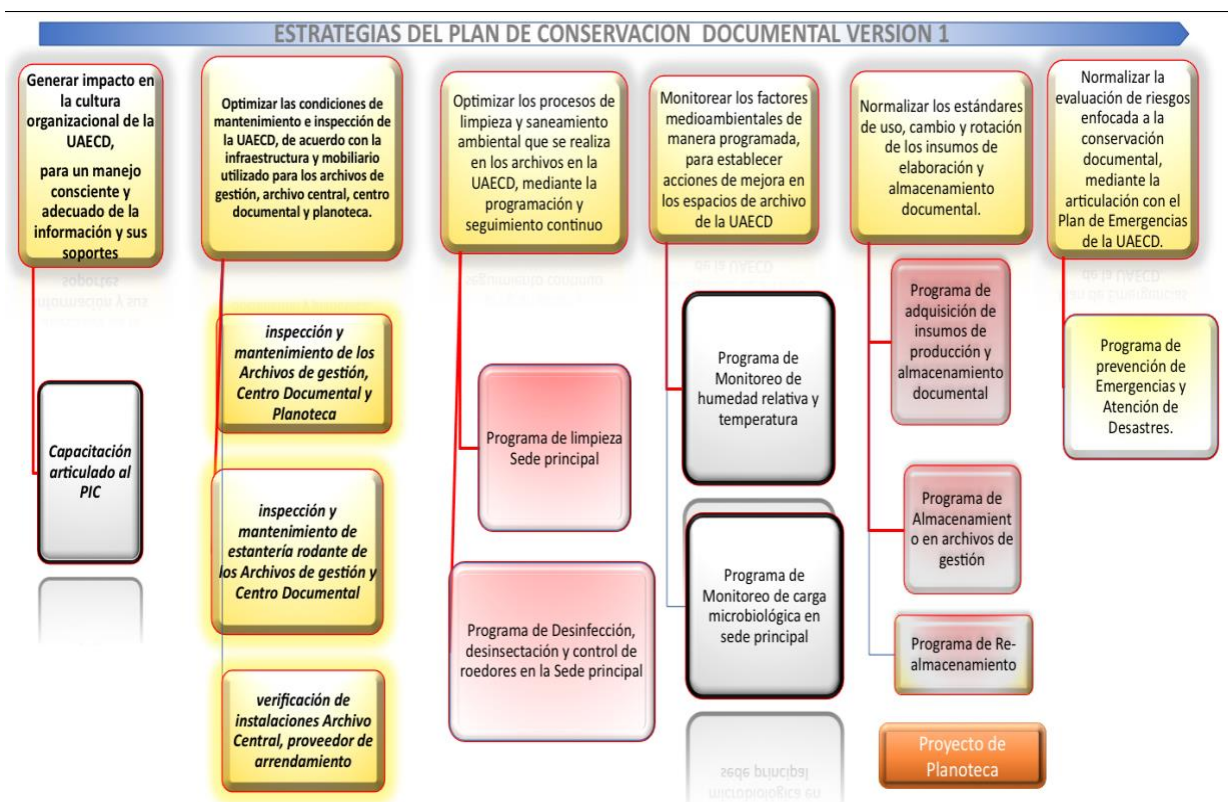 ESTRATEGIAS DEL PLAN DE CONSERVACION DOCUMENTAL VERSION 1
Generar impacto en
la cultura
organizacional de la
UAECD,
para un manejo
consciente y
adecuado de la
información y sus
soportes
Capacitación
articulado al
PIC
Optimizar las condiciones de
mantenimiento e inspección de
la UAECD, de acuerdo con la
infraestructura y mobiliario
utilizado para los archivos de
gestión, archivo central, centro
documental y planoteca.
inspección y
mantenimiento de los
Archivos de gestión,
Centro Documental y
Planoteca
inspección y
mantenimiento de
estantería rodante de
los Archivos de gestión y
Centro Documental
verificación de
instalaciones Archivo
Central, proveedor de
arrendamiento
Optimizar los procesos de
limpieza y saneamiento
ambiental que se realiza
en los archivos en la
UAECD, mediante la
programación y
seguimiento continuo
Programa de limpieza
Sede principal
Programa de Desinfección,
desinsectación y control de
roedores en la Sede principal
Monitorear los factores
medioambientales de
manera programada,
para establecer
acciones de mejora en
los espacios de archivo
de la UAECD
Programa de
Monitoreo de
humedad relativa y
temperatura
Programa de
Monitoreo de carga
microbiológica en
sede principal
Normalizar los estándares
de uso, cambio y rotación
de los insumos de
elaboración y
almacenamiento
documental.
Programa de
adquisición de
insumos de
producción y
almacenamiento
documental
Programa de
Almacenamient
o en archivos de
gestión
Programa de Re-
almacenamiento
Proyecto de
Planoteca
Normalizar la
evaluación de riesgos
enfocada a la
conservación
documental,
mediante la
articulación con el
Plan de Emergencias
de la UAECD.
Programa de
prevención de
Emergencias y
Atención de
Desastres.